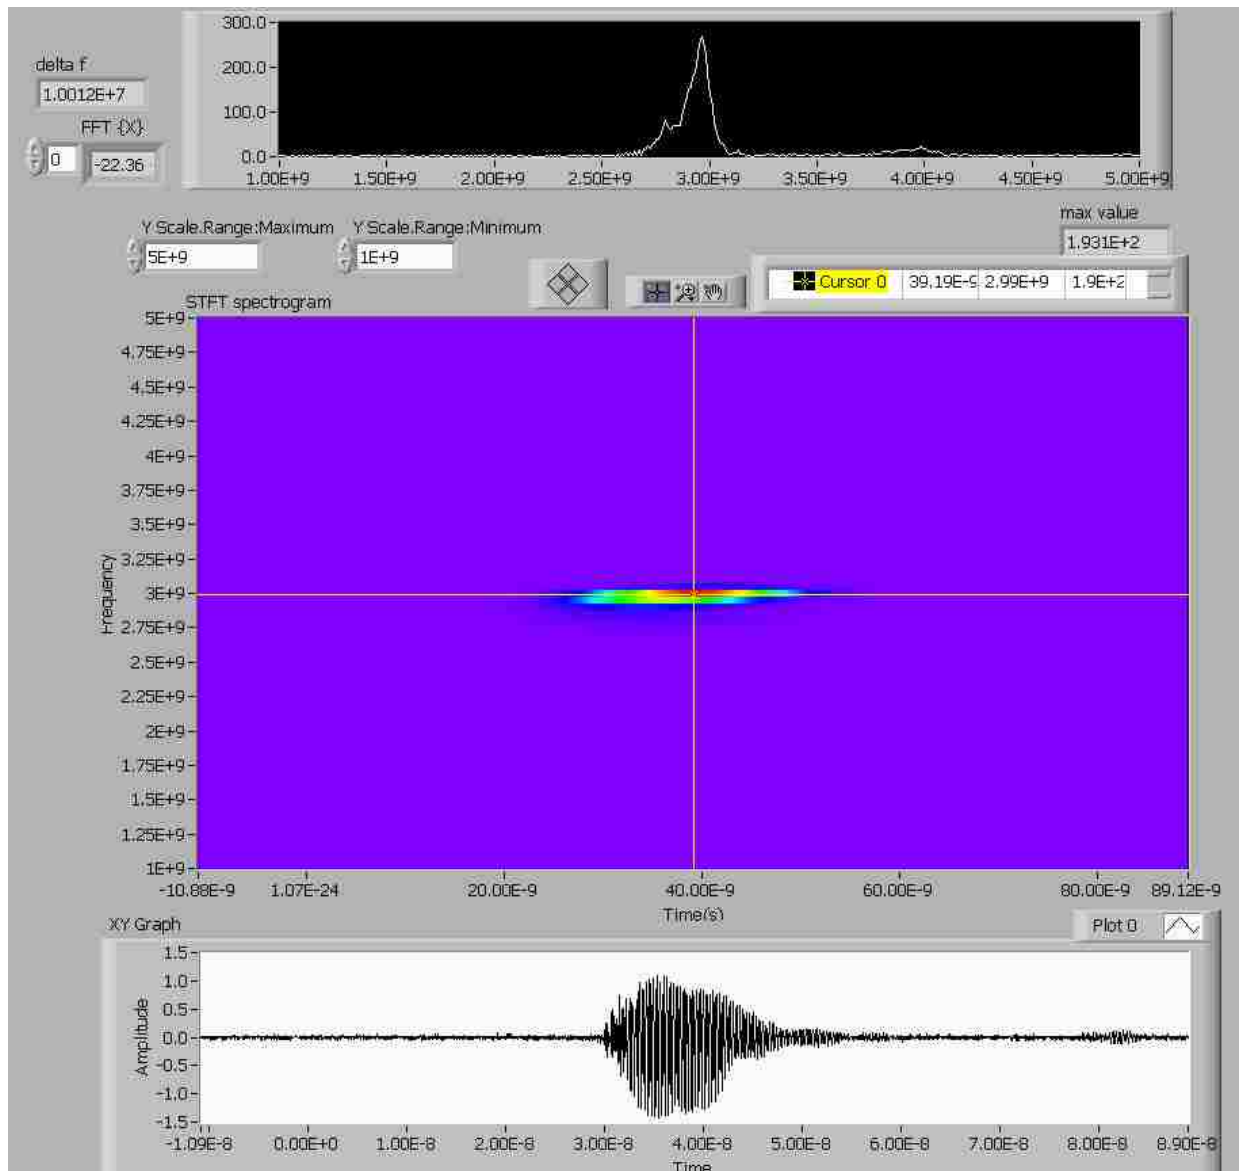 300.0
200.0
100.0
0.0
1.00E+9 1.50E+9 2.00E+9 2.50E+9 3.00E+9 3.50E+9 4.00E+9 4.50E+9 5.00E+9
delta f
1.0012E+7
FFT {X}
0 -22.36
max value
1.931E+2
Y Scale.Range:Maximum Y Scale.Range:Minimum
5E+9 1E+9
Cursor 0 39.19E-9 2.99E+9 1.9E+2
STFT spectrogram
5E+9
4.75E+9
4.5E+9
4.25E+9
4E+9
3.75E+9
3.5E+9
3.25E+9
3E+9
2.75E+9
2.5E+9
2.25E+9
2E+9
1.75E+9
1.5E+9
1.25E+9
1E+9
Frequency
-10.88E-9 1.07E-24 20.00E-9 40.00E-9 60.00E-9 80.00E-9 89.12E-9
Time(s)
XY Graph
Plot 0
1.5
1.0
0.5
0.0
-0.5
-1.0
-1.5
Amplitude
-1.09E-8 0.00E+0 1.00E-8 2.00E-8 3.00E-8 4.00E-8 5.00E-8 6.00E-8 7.00E-8 8.00E-8 8.90E-8
Time